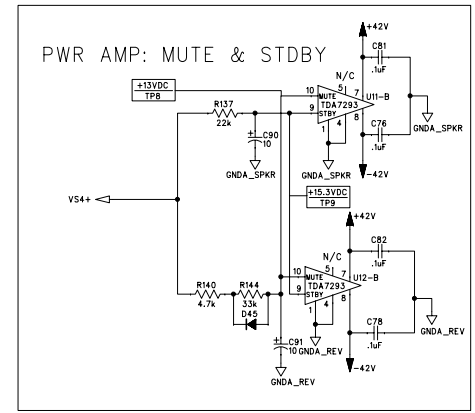 PWR AMP: MUTE & STDBY
+42V
C81
.1uF
N/C
+13VDC
TP8
10 MUTE 5 7 U11-B
TDA7293
R137
22k
9 STBY 8
1 4
+ C90
10
C76
.1uF
GNDA_SPKR
GNDA_SPKR
GNDA_SPKR
-42V
VS4+
+15.3VDC
TP9
+42V
C82
.1uF
N/C
10 MUTE 5 7 U12-B
TDA7293
R140
4.7k
R144
33k
9 STBY 8
1 4
D45
+ C91
10
GNDA_REV
C78
.1uF
GNDA_REV
GNDA_REV
-42V